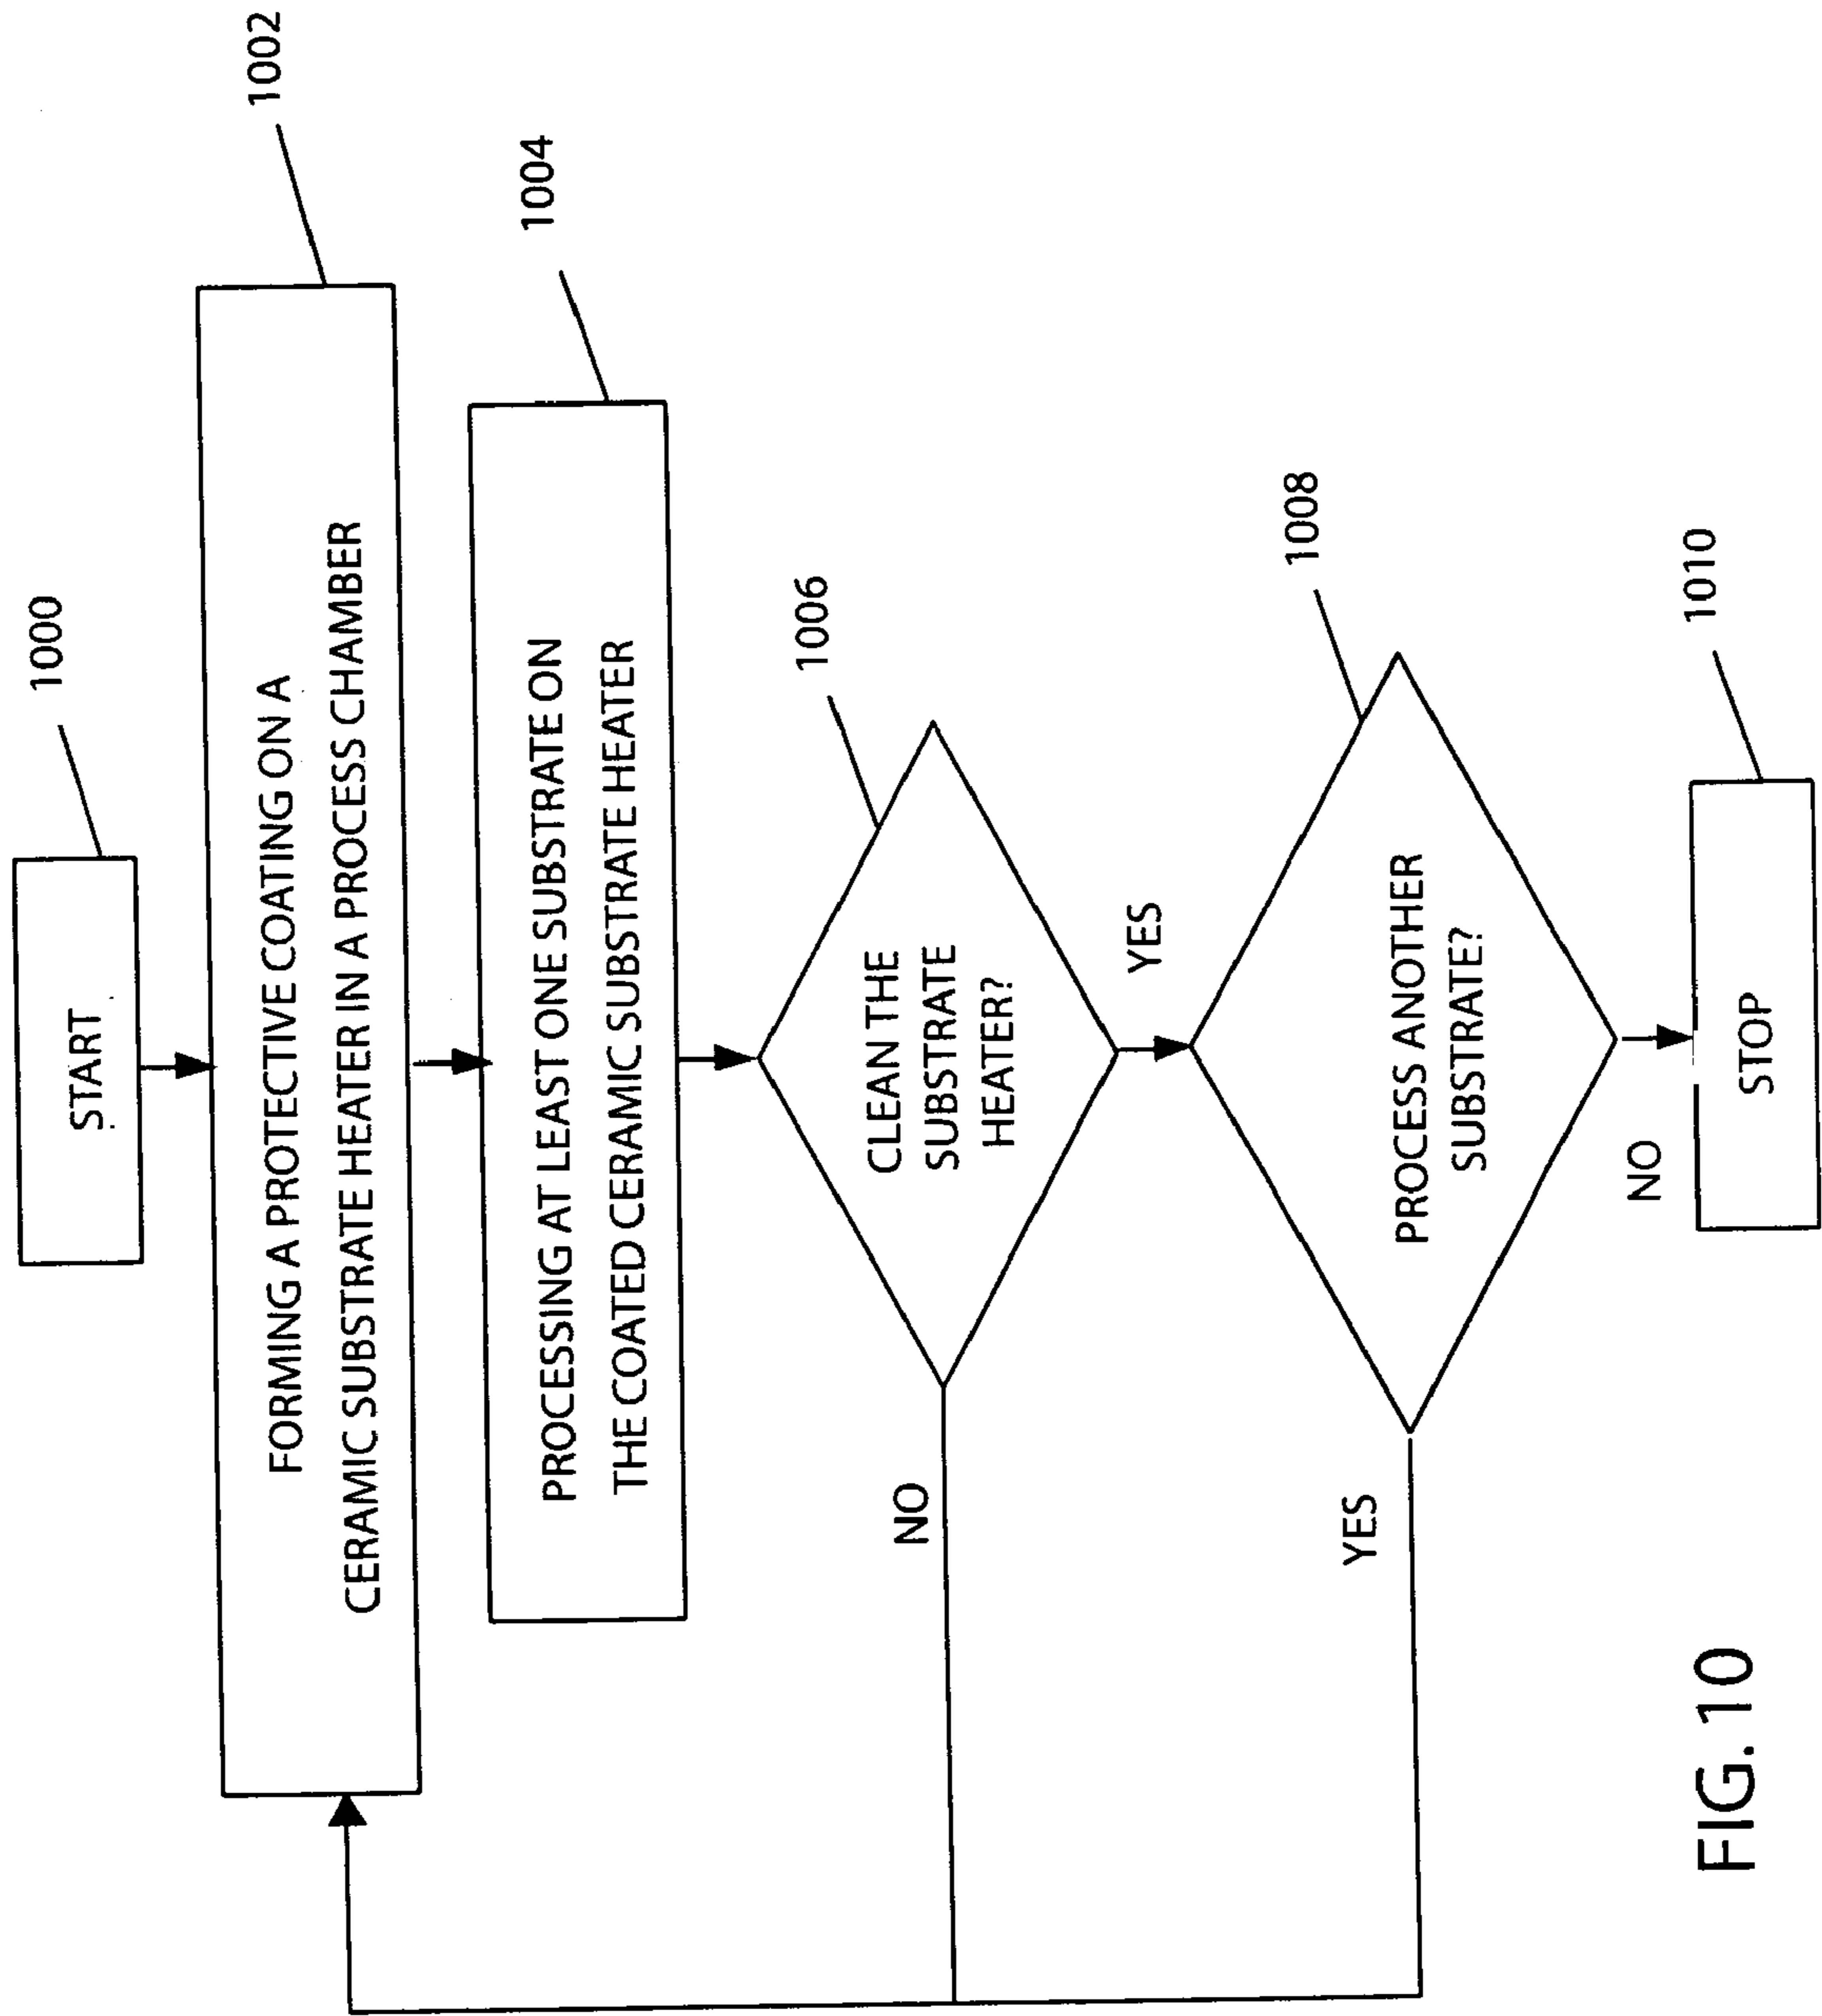 START
1000
FORMING A PROTECTIVE COATING ON A
CERAMIC SUBSTRATE HEATER IN A PROCESS CHAMBER
1002
PROCESSING AT LEAST ONE SUBSTRATE ON
THE COATED CERAMIC SUBSTRATE HEATER
1004
CLEAN THE
SUBSTRATE
HEATER?
1006
NO
YES
PROCESS ANOTHER
SUBSTRATE?
1008
YES
NO
STOP
1010
FIG. 10